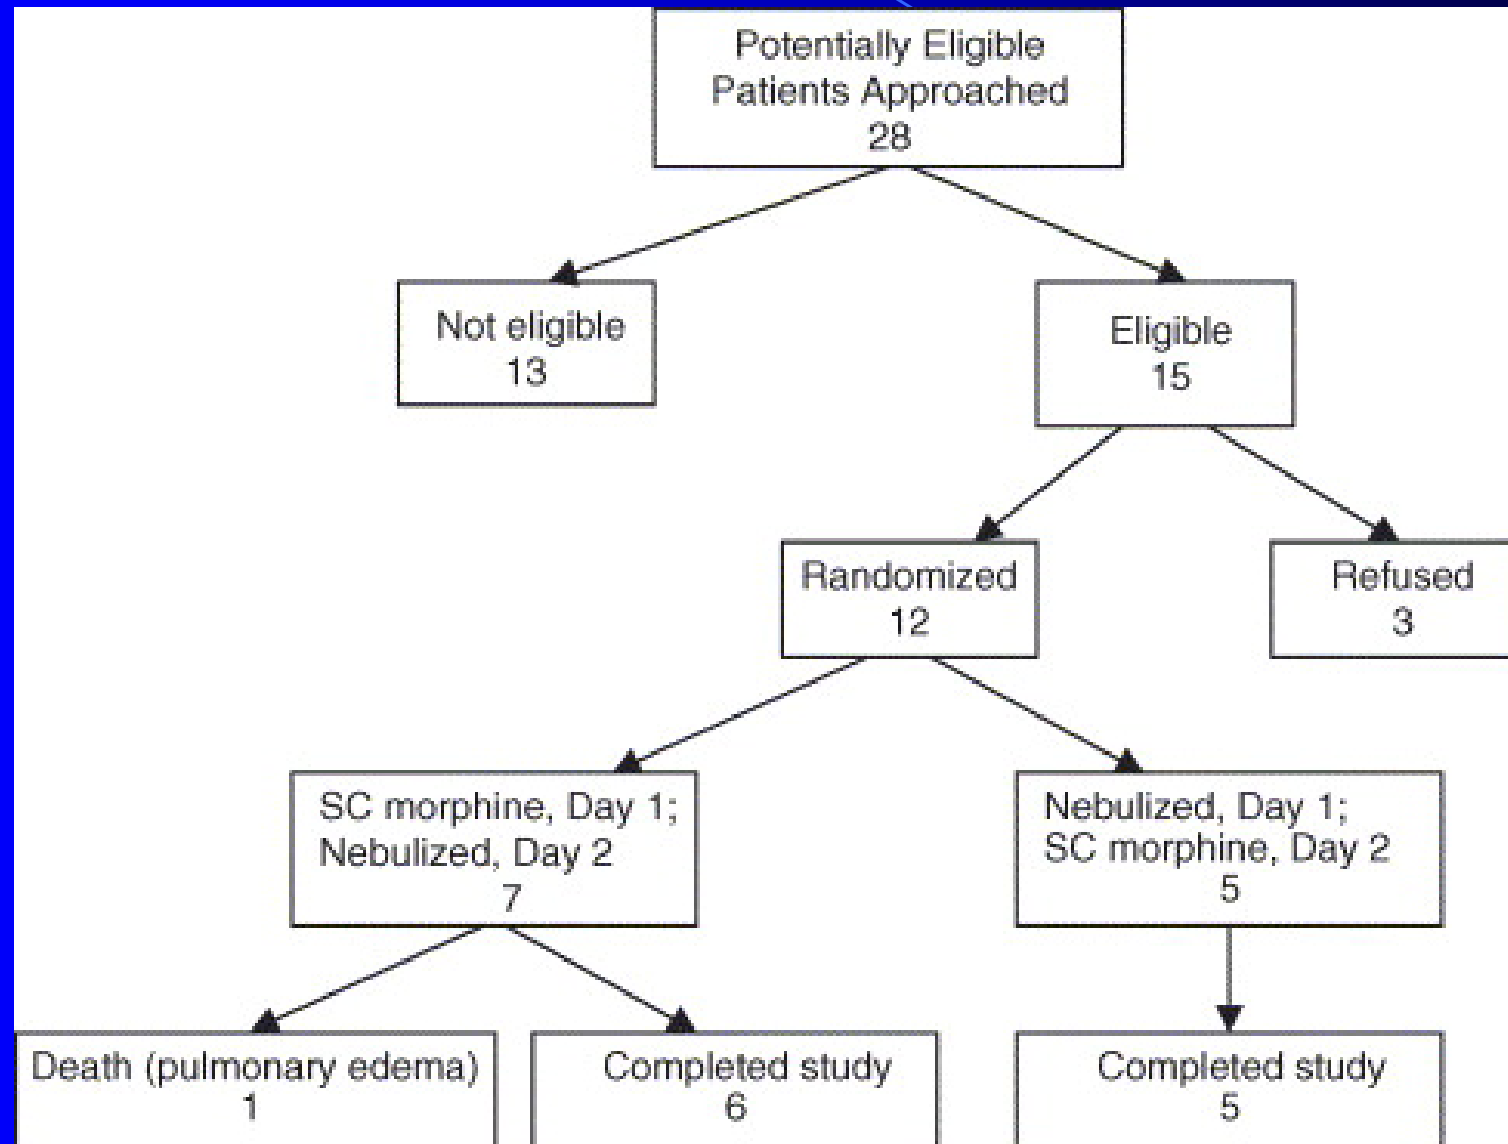 Potentially Eligible
Patients Approached
28
Not eligible
13
Eligible
15
Randomized
12
Refused
3
SC morphine, Day 1;
Nebulized, Day 2
7
Nebulized, Day 1;
SC morphine, Day 2
5
Death (pulmonary edema)
1
Completed study
6
Completed study
5